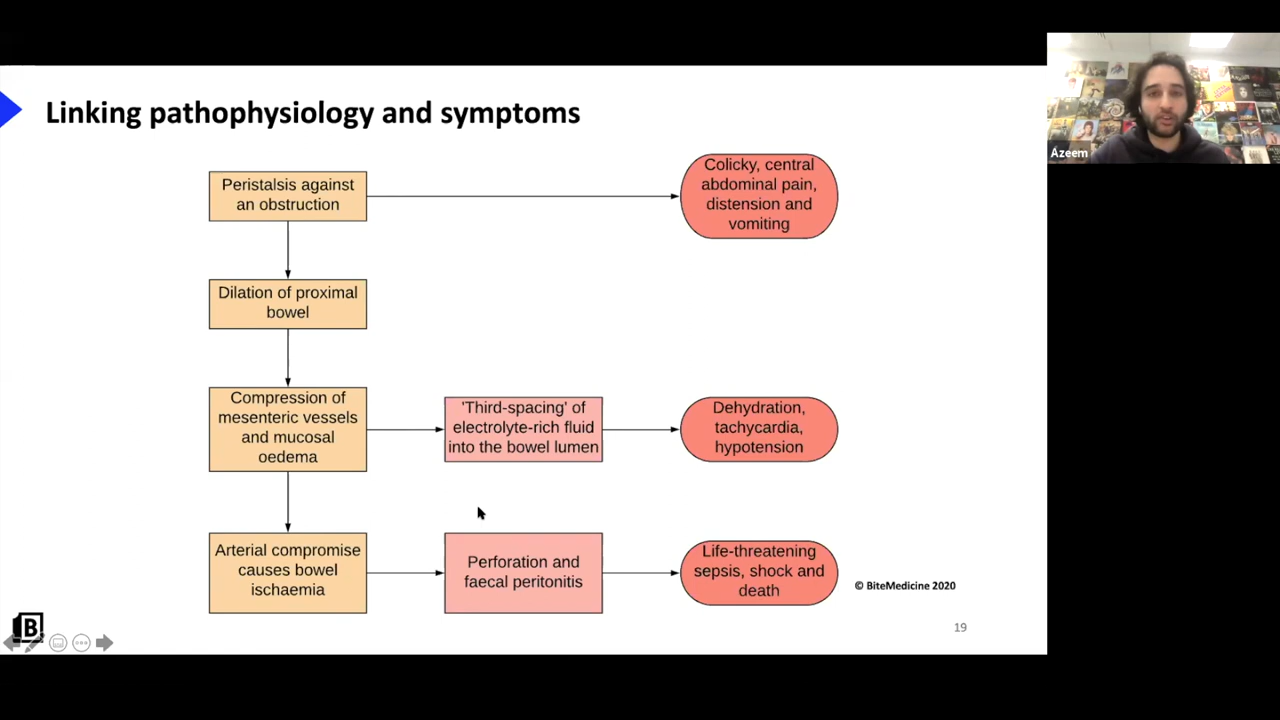 Linking pathophysiology and symptoms
Azeem
Peristalsis against
an obstruction
Colicky, central
abdominal pain,
distension and
vomiting
Dilation of proximal
bowel
Compression of
mesenteric vessels
and mucosal
oedema
'Third-spacing' of
electrolyte-rich fluid
into the bowel lumen
Dehydration,
tachycardia,
hypotension
Arterial compromise
causes bowel
ischaemia
Perforation and
faecal peritonitis
Life-threatening
sepsis, shock and
death
© BiteMedicine 2020
B
19